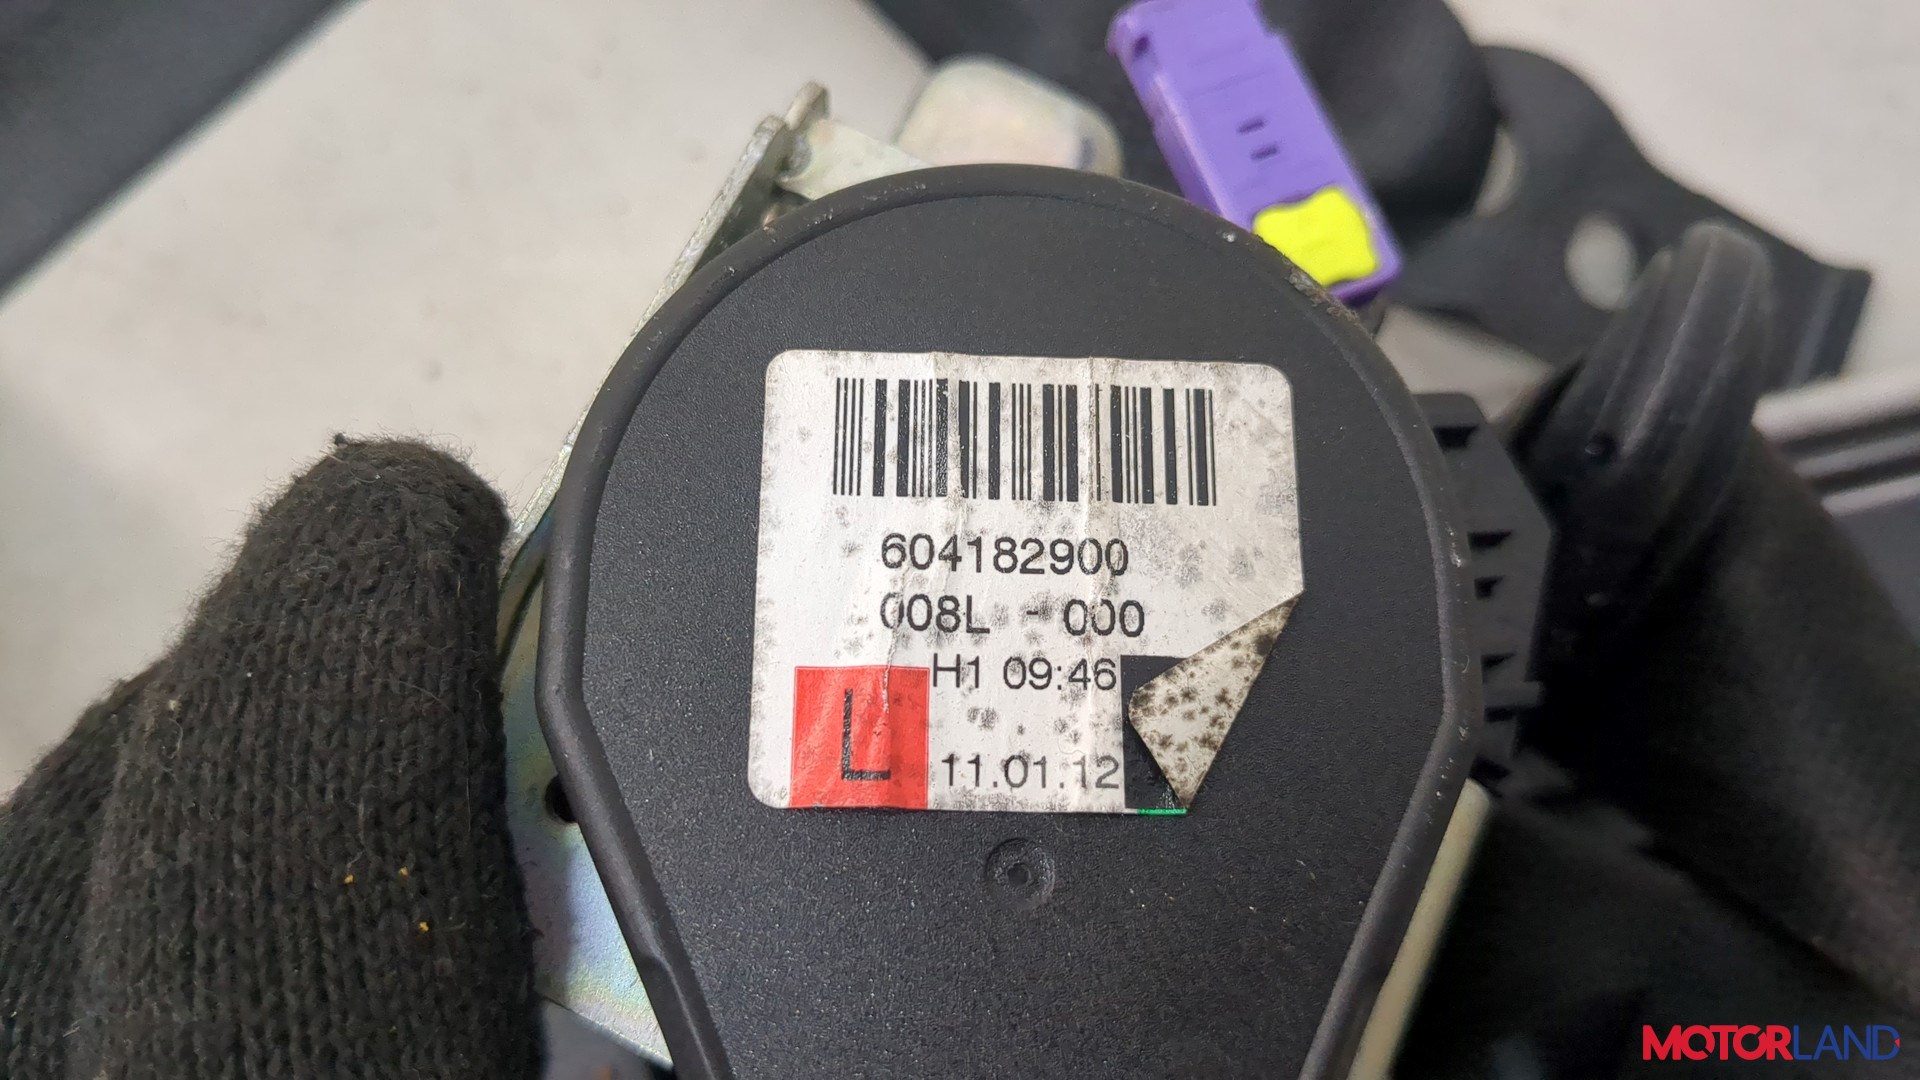 604182900
008L - 000
H1 09:46
L
11.01.12
MOTORLAND